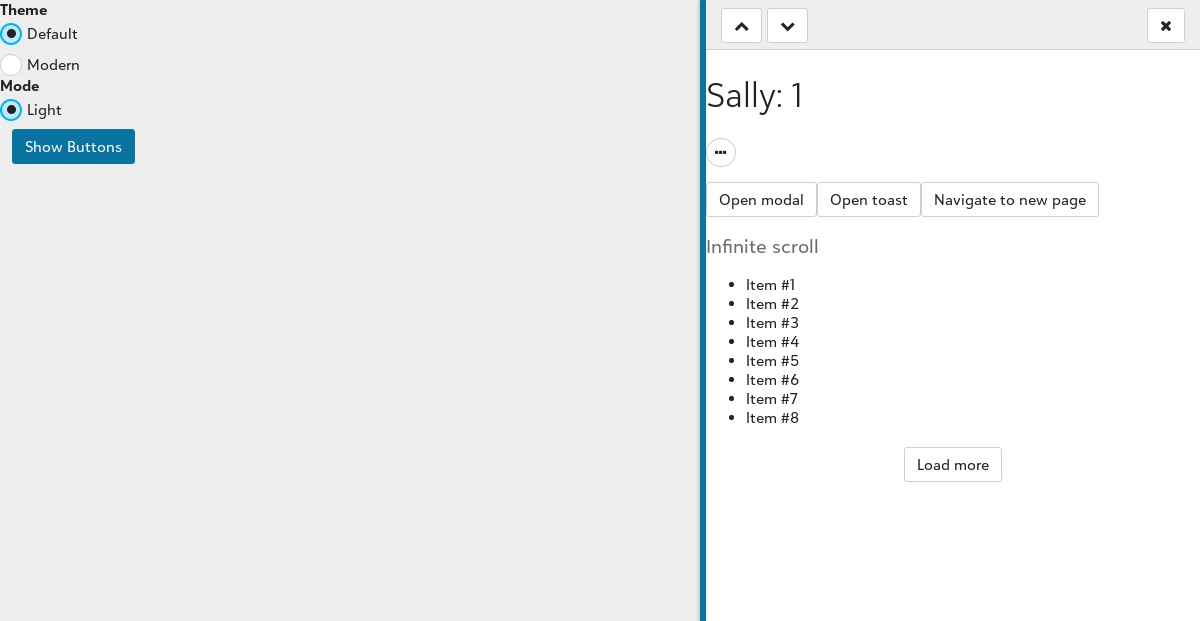 Theme
Default
Modern
Mode
Light
Show Buttons
Sally: 1
Open modal Open toast Navigate to new page
Infinite scroll
Item #1
Item #2
Item #3
Item #4
Item #5
Item #6
Item #7
Item #8
Load more